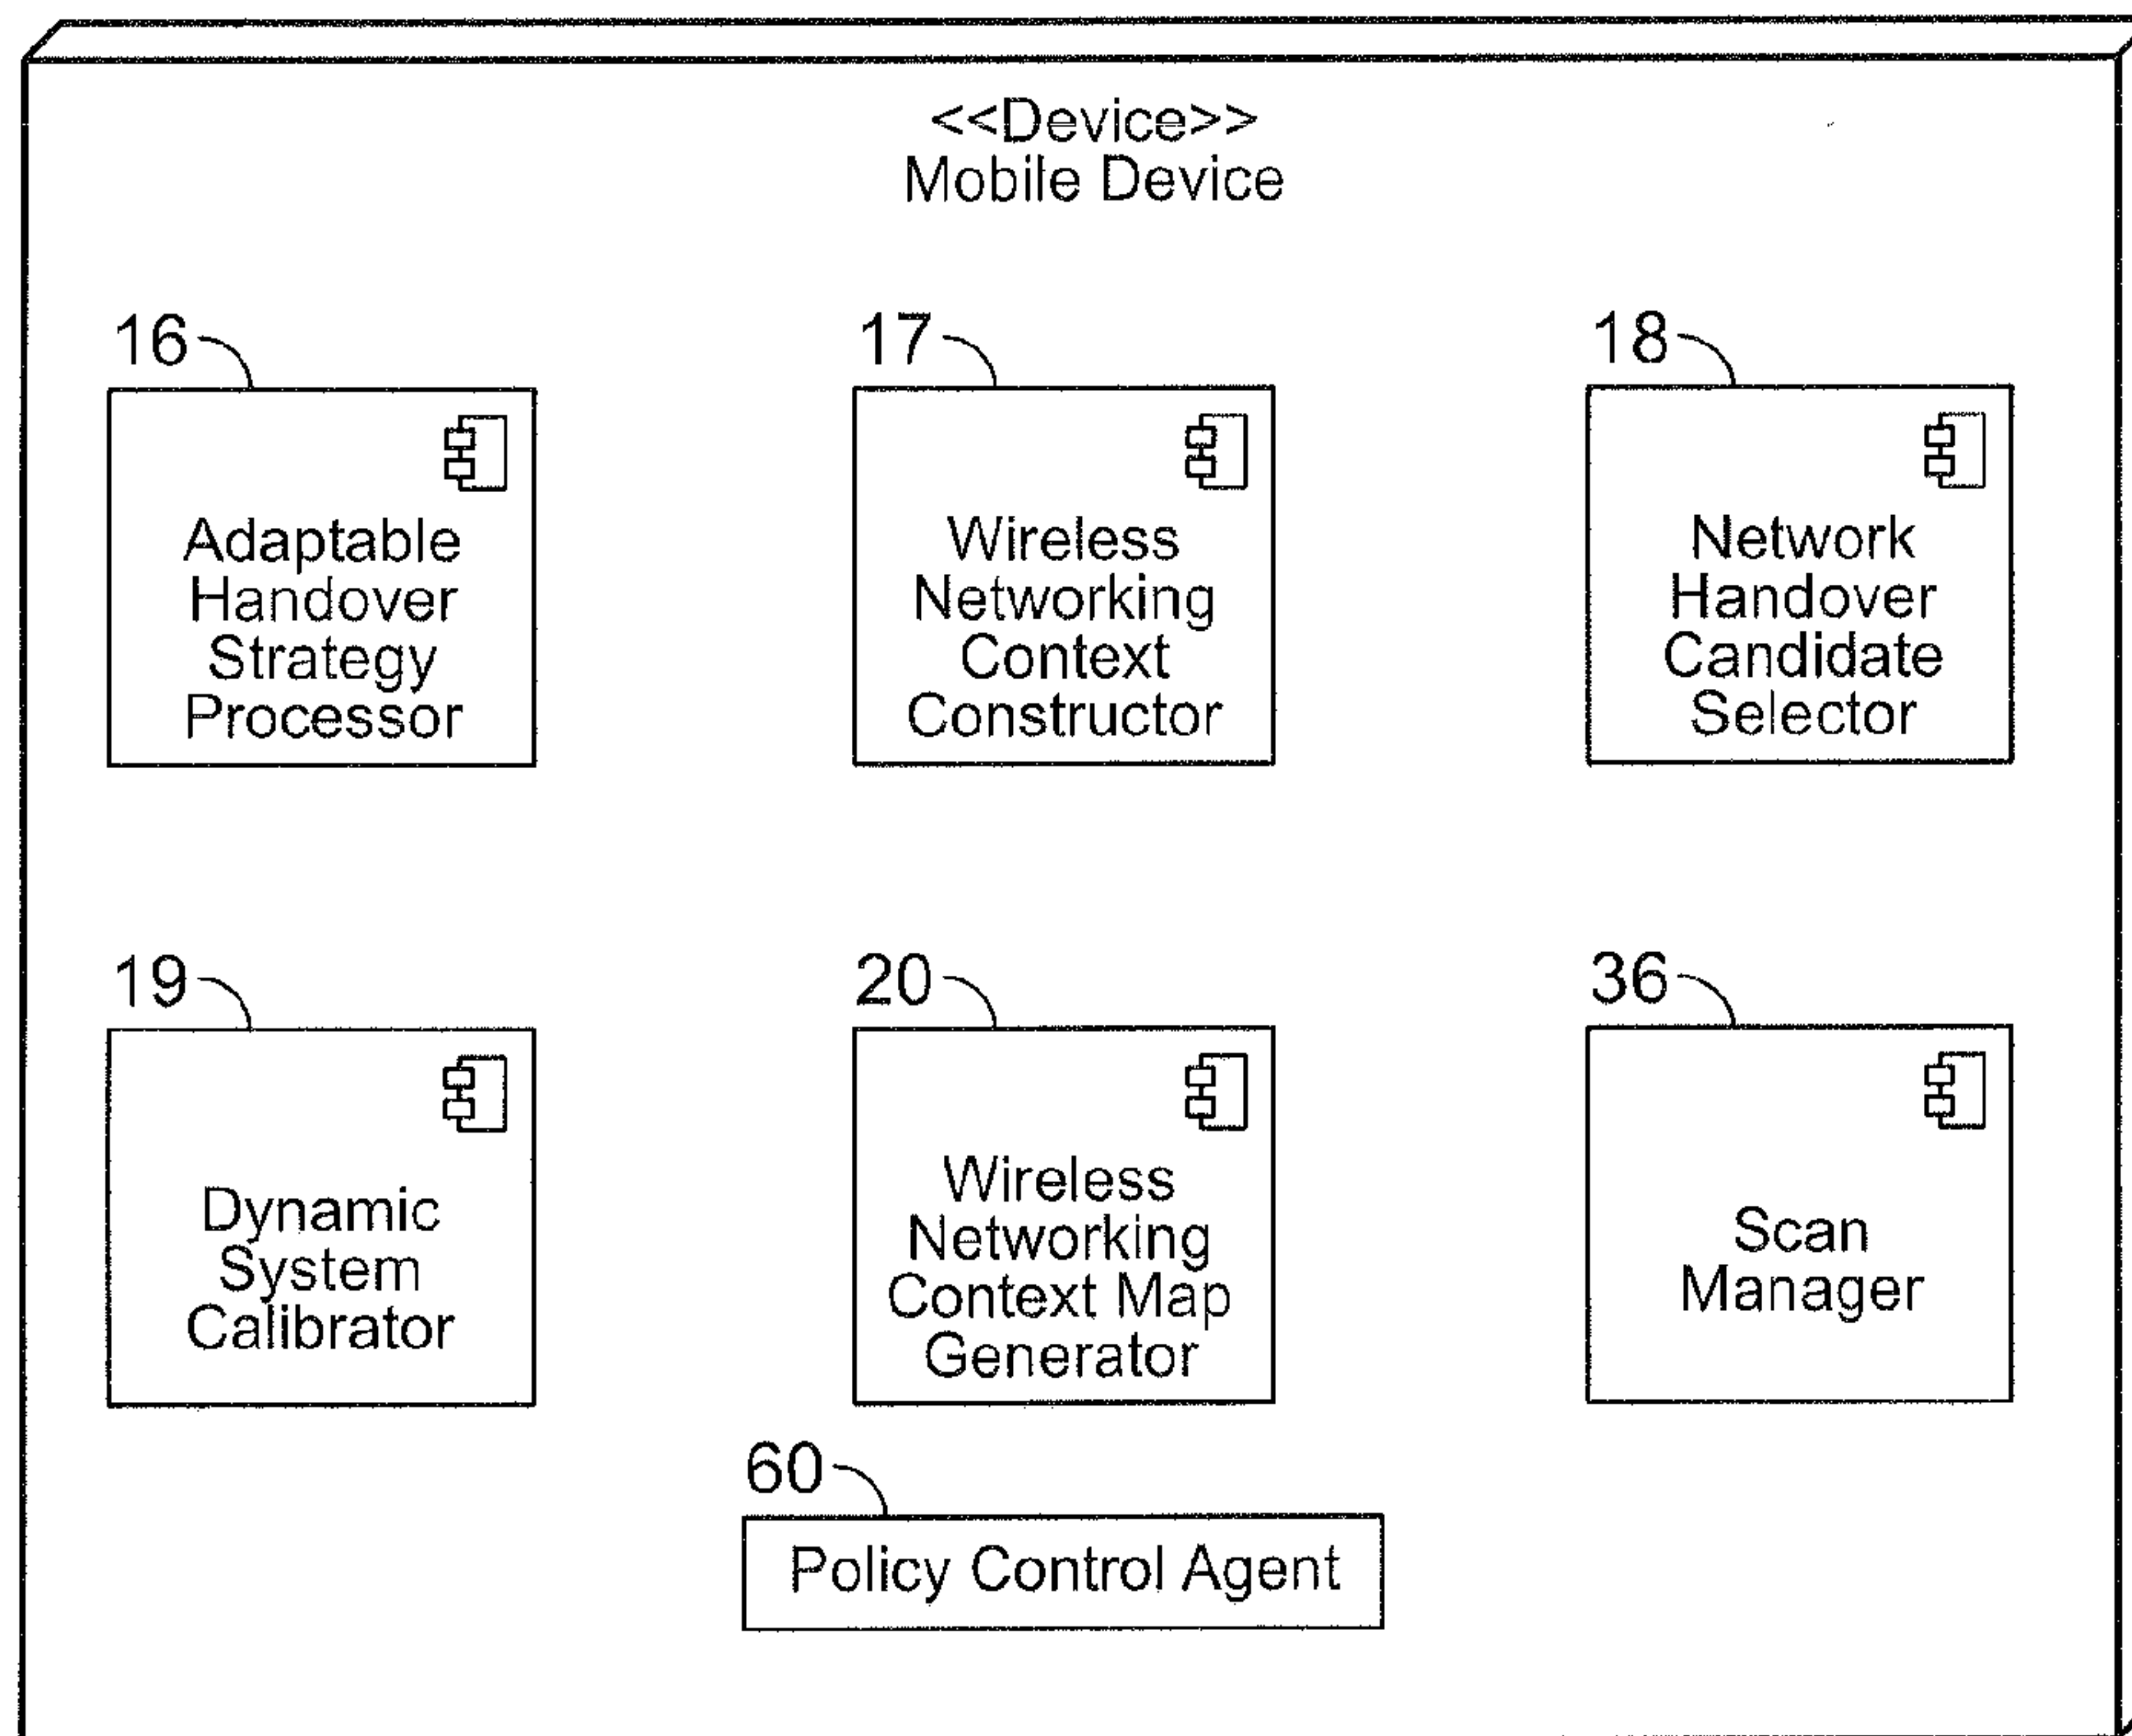 <<Device>>
Mobile Device
16
Adaptable
Handover
Strategy
Processor
17
Wireless
Networking
Context
Constructor
18
Network
Handover
Candidate
Selector
19
Dynamic
System
Calibrator
20
Wireless
Networking
Context Map
Generator
36
Scan
Manager
60
Policy Control Agent